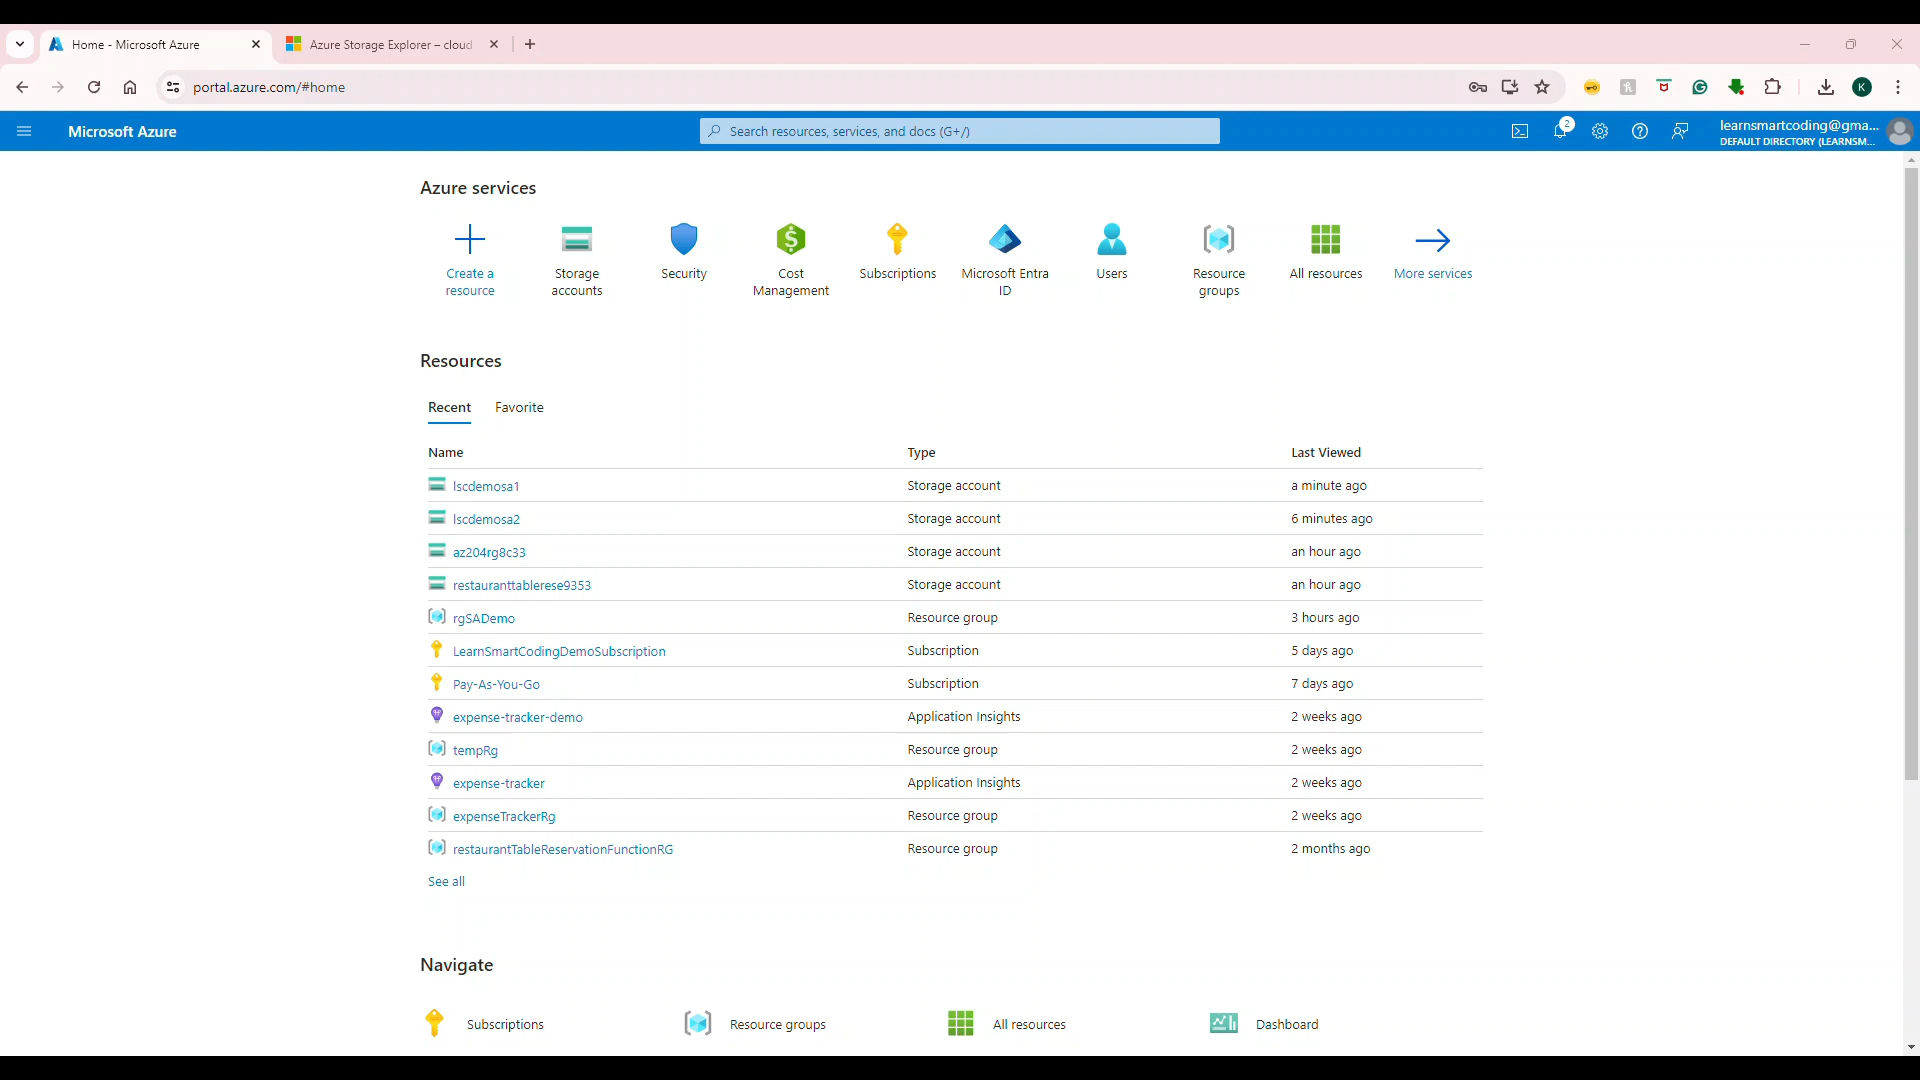 Home - Microsoft Azure
Azure Storage Explorer – cloud
portal.azure.com/#home
K
Microsoft Azure
Search resources, services, and docs (G+/)
2
learnsmartcoding@gma...
DEFAULT DIRECTORY (LEARNSM...
Azure services
Create a resource
Storage accounts
Security
Cost Management
Subscriptions
Microsoft Entra ID
Users
Resource groups
All resources
More services
Resources
Recent Favorite
Name Type Last Viewed
lscdemosa1 Storage account a minute ago
lscdemosa2 Storage account 6 minutes ago
az204rg8c33 Storage account an hour ago
restauranttablerese9353 Storage account an hour ago
rgSADemo Resource group 3 hours ago
LearnSmartCodingDemoSubscription Subscription 5 days ago
Pay-As-You-Go Subscription 7 days ago
expense-tracker-demo Application Insights 2 weeks ago
tempRg Resource group 2 weeks ago
expense-tracker Application Insights 2 weeks ago
expenseTrackerRg Resource group 2 weeks ago
restaurantTableReservationFunctionRG Resource group 2 months ago
See all
Navigate
Subscriptions Resource groups All resources Dashboard